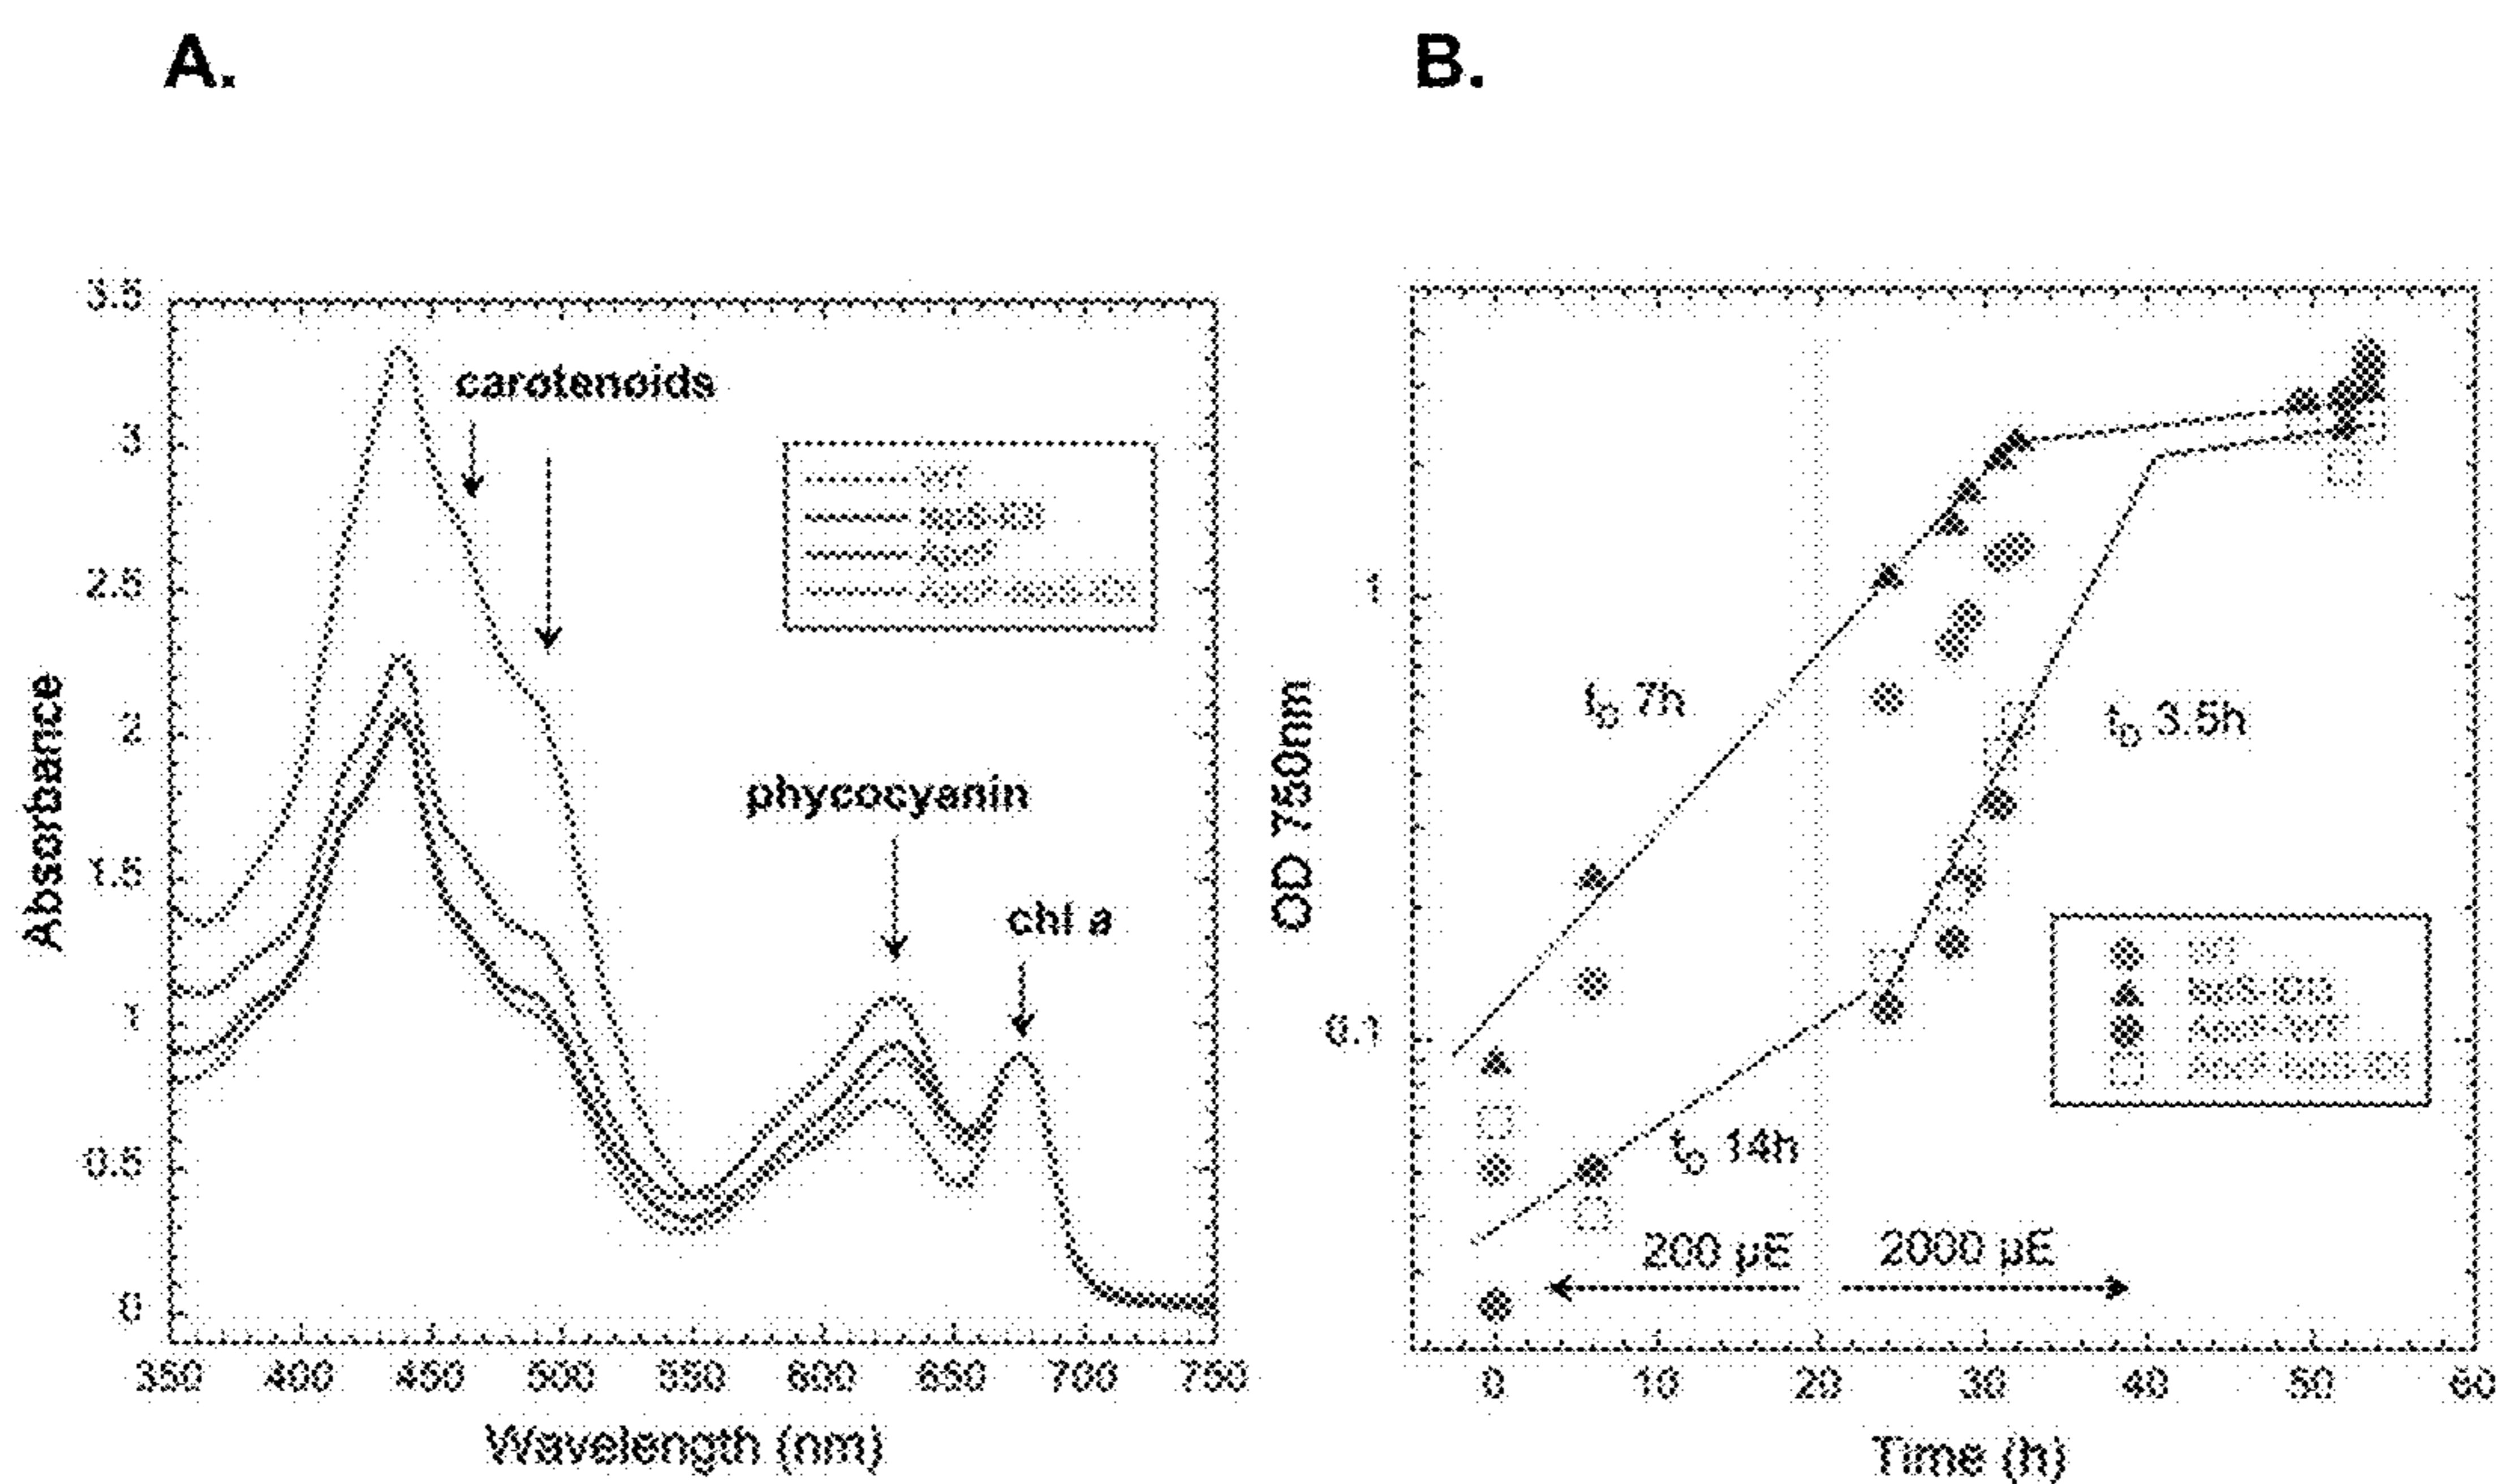 A.
B.
3.5
3
2.5
2
1.5
1
0.5
0
Absorbance
carotenoids
phycocyanin
chl a
350 400 450 500 550 600 650 700 750
Wavelength (nm)
1
0.1
OD 750nm
t_D 7h
t_D 3.5h
t_D 14h
200 µE
2000 µE
0 10 20 30 40 50 60
Time (h)